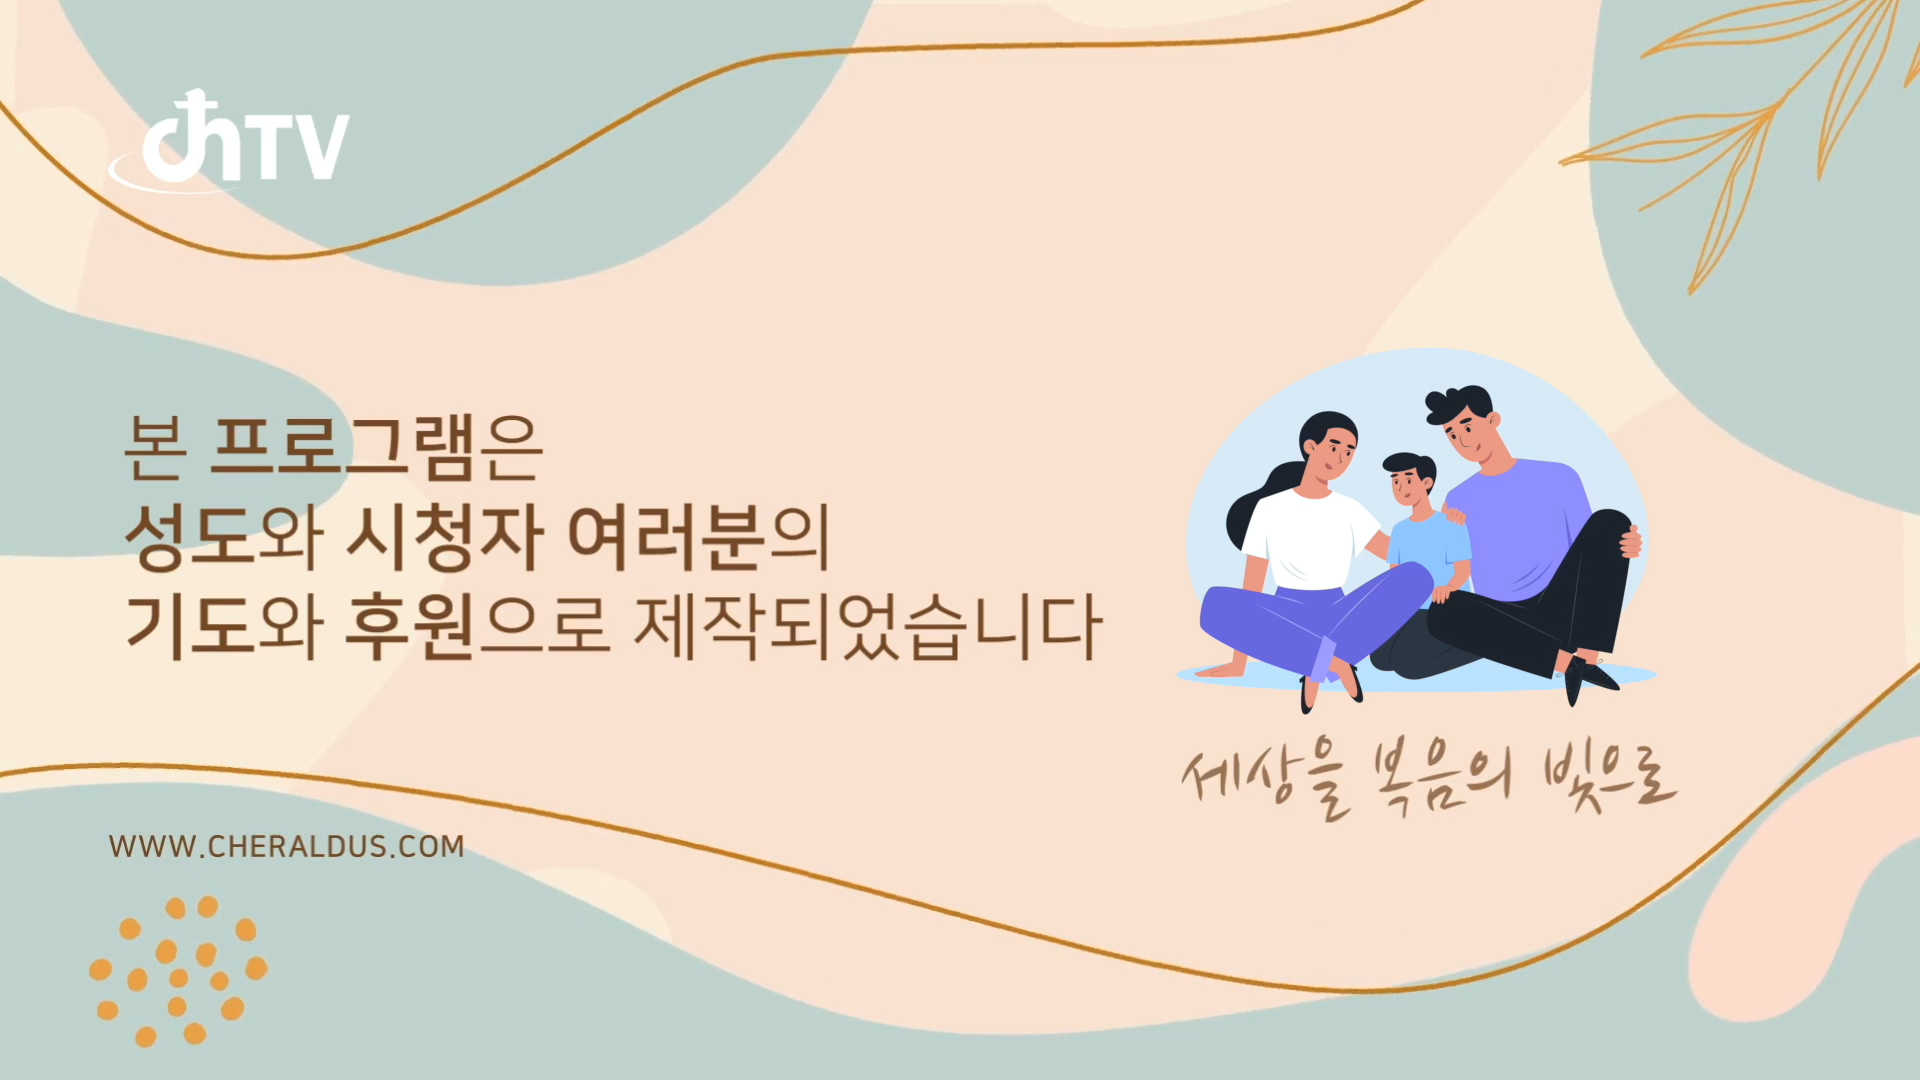 chTV
본 프로그램은
성도와 시청자 여러분의
기도와 후원으로 제작되었습니다
세상을 복음의 빛으로
WWW.CHERALDUS.COM